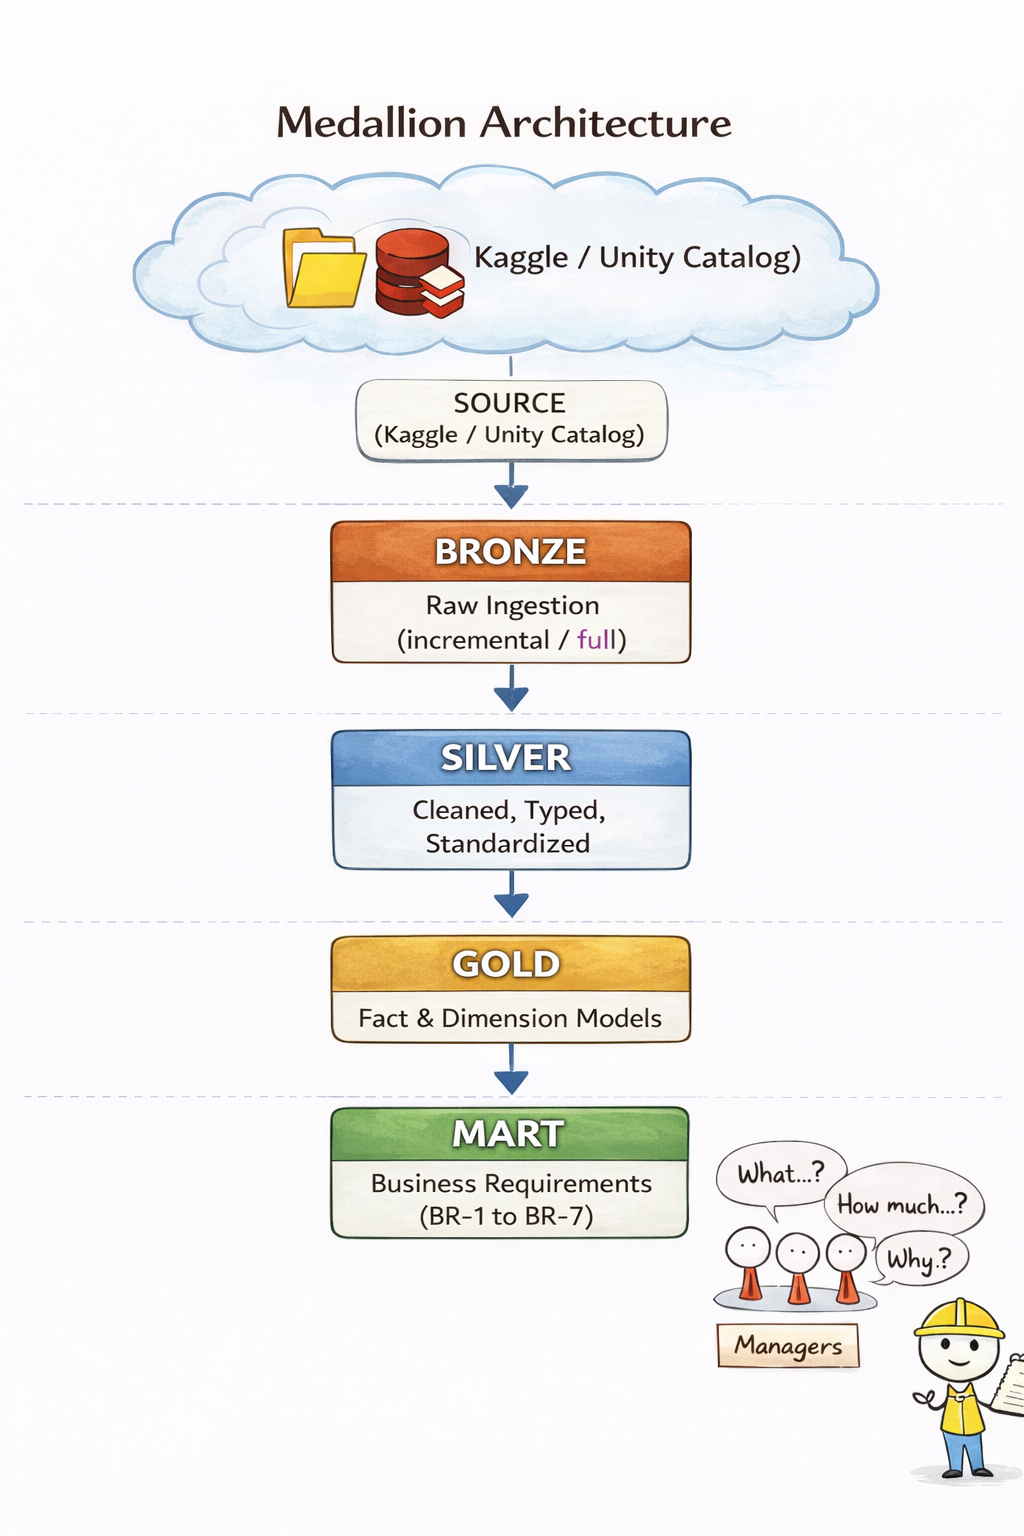 Medallion Architecture
Kaggle / Unity Catalog)
SOURCE
(Kaggle / Unity Catalog)
BRONZE
Raw Ingestion
(incremental / full)
SILVER
Cleaned, Typed,
Standardized
GOLD
Fact & Dimension Models
MART
Business Requirements
(BR-1 to BR-7)
What...?
How much...?
Why.?
Managers